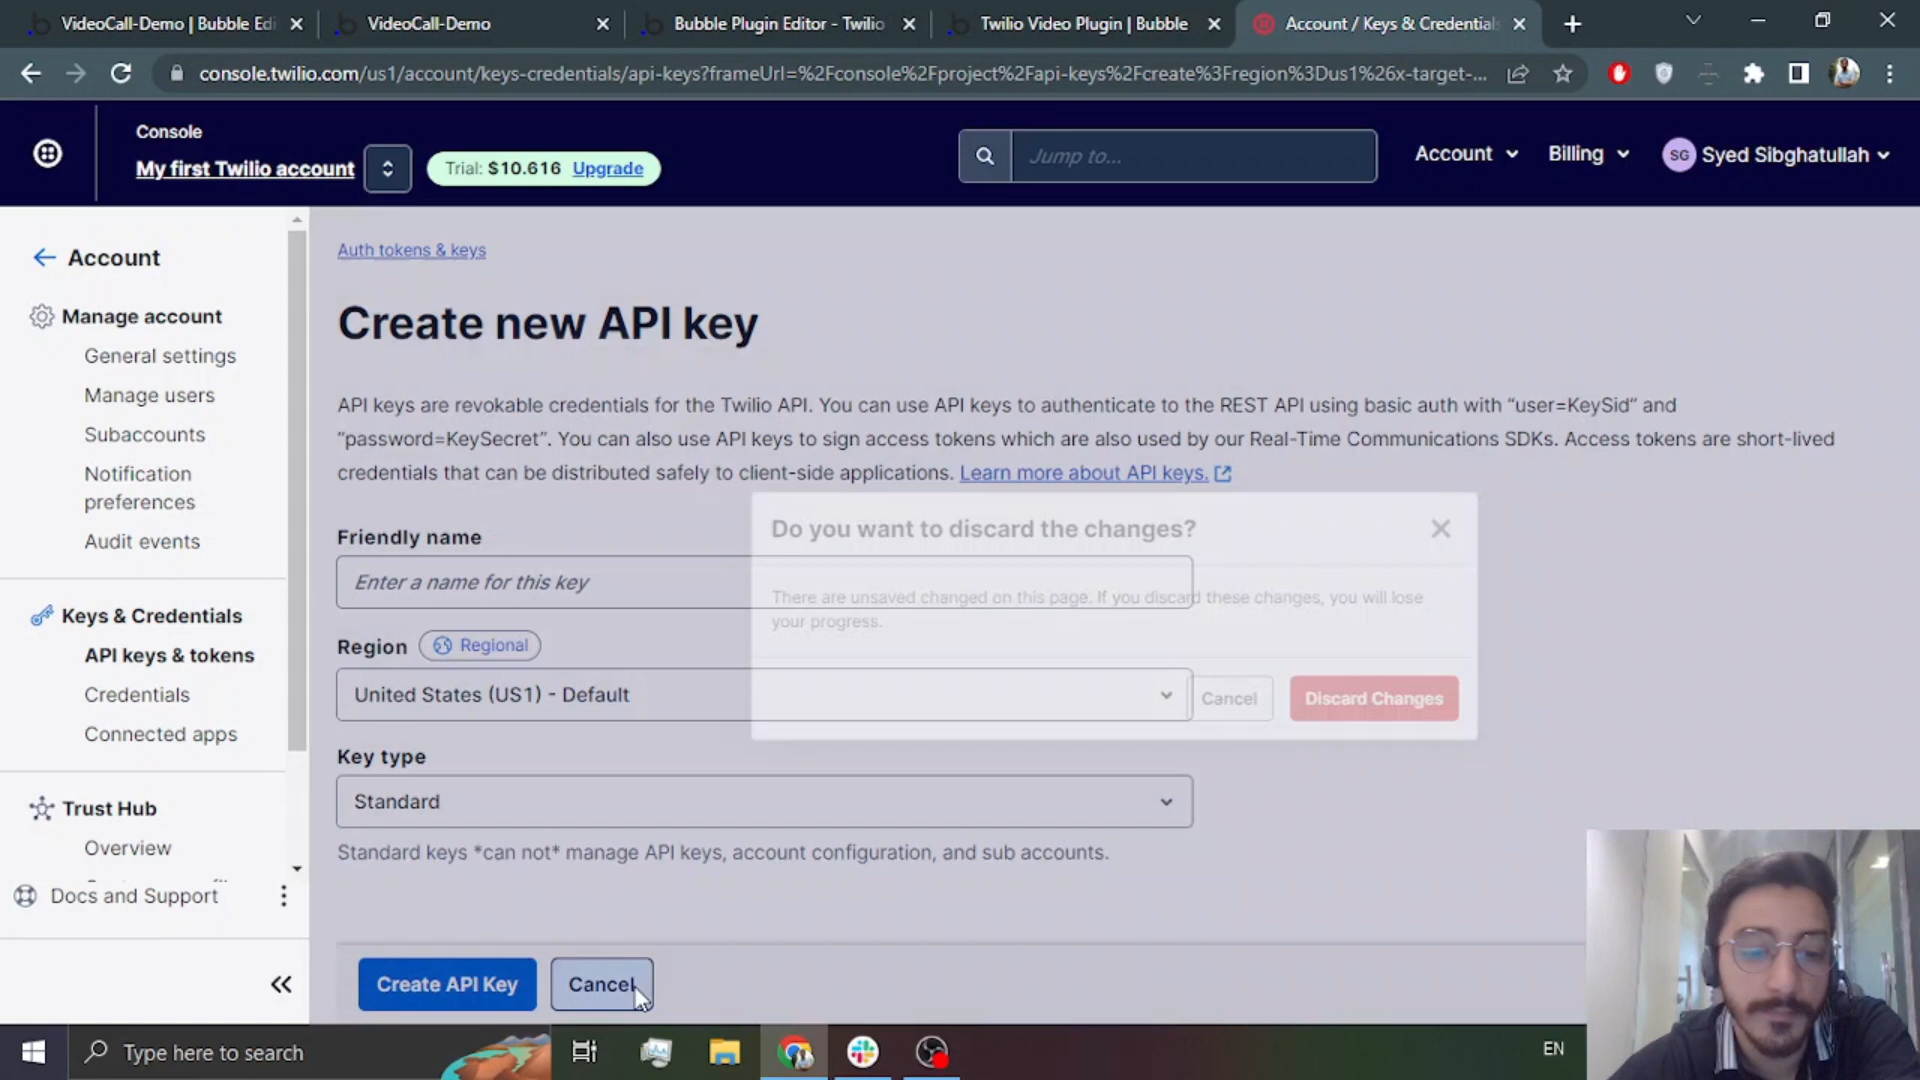 VideoCall-Demo | Bubble Edi
VideoCall-Demo
Bubble Plugin Editor - Twilio
Twilio Video Plugin | Bubble
Account / Keys & Credentials
console.twilio.com/us1/account/keys-credentials/api-keys?frameUrl=%2Fconsole%2Fproject%2Fapi-keys%2Fcreate%3Fregion%3Dus1%26x-target-...
Console
My first Twilio account
Trial: $10.616 Upgrade
Jump to...
Account
Billing
SG Syed Sibghatullah
Account
Manage account
General settings
Manage users
Subaccounts
Notification
preferences
Audit events
Keys & Credentials
API keys & tokens
Credentials
Connected apps
Trust Hub
Overview
Docs and Support
Auth tokens & keys
Create new API key
API keys are revokable credentials for the Twilio API. You can use API keys to authenticate to the REST API using basic auth with “user=KeySid” and
“password=KeySecret”. You can also use API keys to sign access tokens which are also used by our Real-Time Communications SDKs. Access tokens are short-lived
credentials that can be distributed safely to client-side applications. Learn more about API keys.
Friendly name
Enter a name for this key
Region Regional
United States (US1) - Default
Key type
Standard
Standard keys *can not* manage API keys, account configuration, and sub accounts.
Do you want to discard the changes?
There are unsaved changed on this page. If you discard these changes, you will lose
your progress.
Cancel
Discard Changes
Create API Key
Cancel
Type here to search
EN